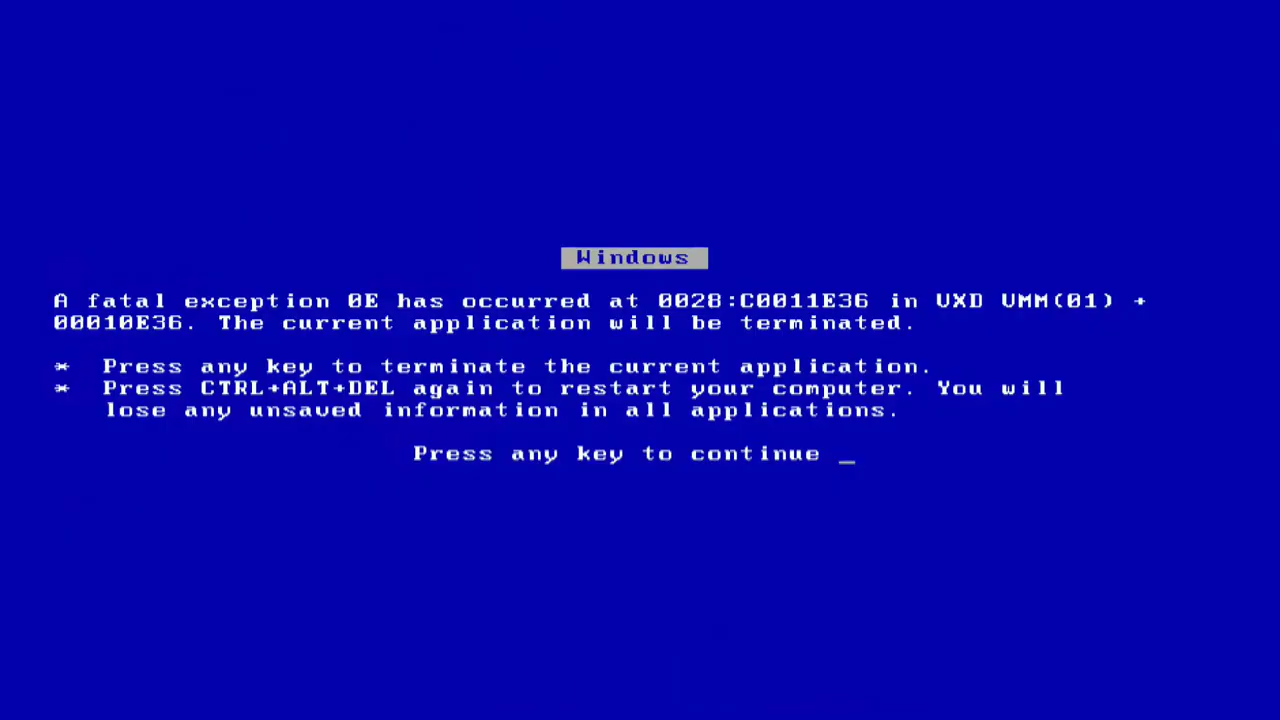 Windows
A fatal exception 0E has occurred at 0028:C0011E36 in VXD VMM(01) +
00010E36. The current application will be terminated.
* Press any key to terminate the current application.
* Press CTRL+ALT+DEL again to restart your computer. You will
lose any unsaved information in all applications.
Press any key to continue _